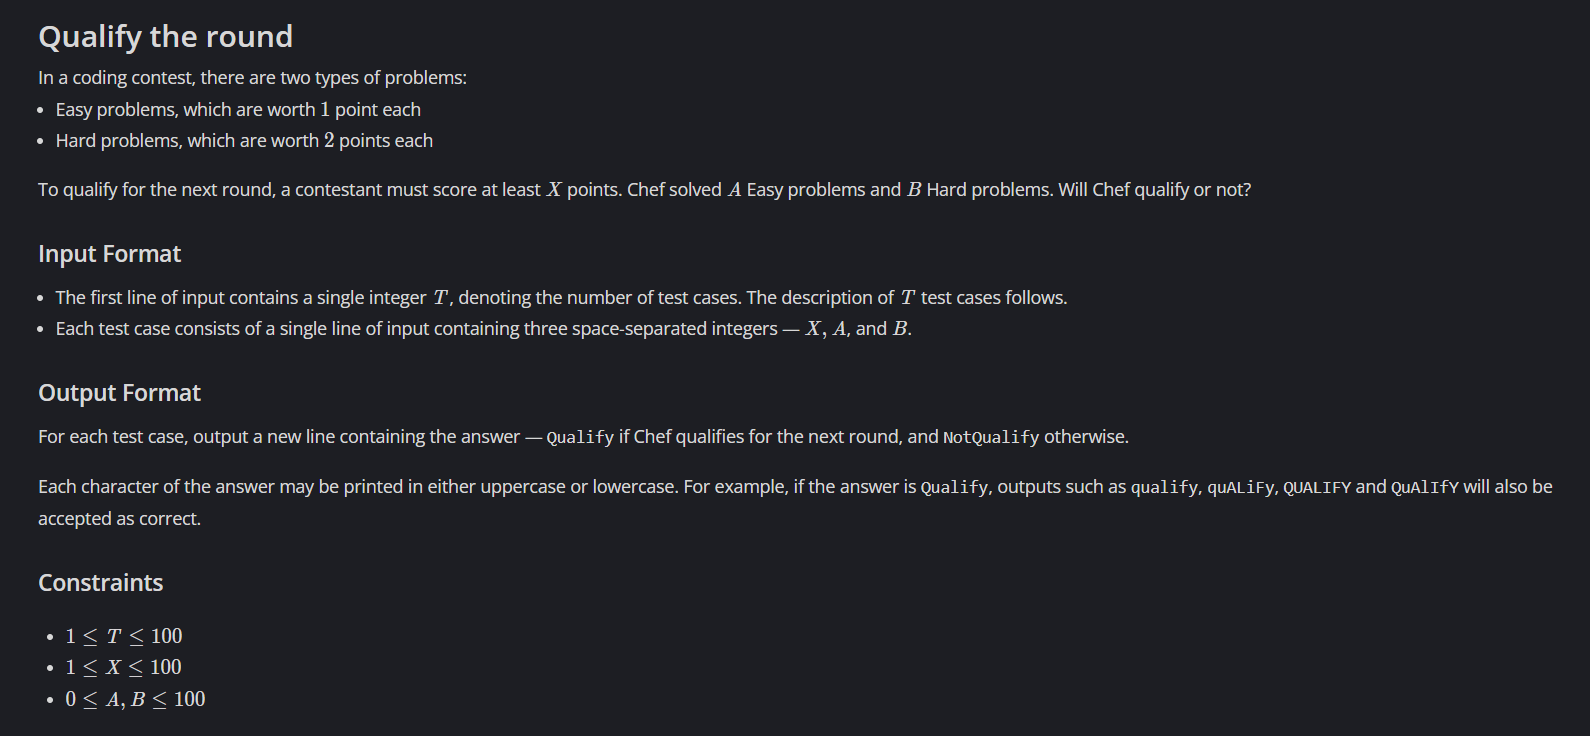 Qualify the round
In a coding contest, there are two types of problems:
• Easy problems, which are worth 1 point each
• Hard problems, which are worth 2 points each
To qualify for the next round, a contestant must score at least X points. Chef solved A Easy problems and B Hard problems. Will Chef qualify or not?
Input Format
• The first line of input contains a single integer T, denoting the number of test cases. The description of T test cases follows.
• Each test case consists of a single line of input containing three space-separated integers — X, A, and B.
Output Format
For each test case, output a new line containing the answer — Qualify if Chef qualifies for the next round, and NotQualify otherwise.
Each character of the answer may be printed in either uppercase or lowercase. For example, if the answer is Qualify, outputs such as qualify, quALiFy, QUALIFY and QuAlIfY will also be
accepted as correct.
Constraints
• 1 ≤ T ≤ 100
• 1 ≤ X ≤ 100
• 0 ≤ A, B ≤ 100